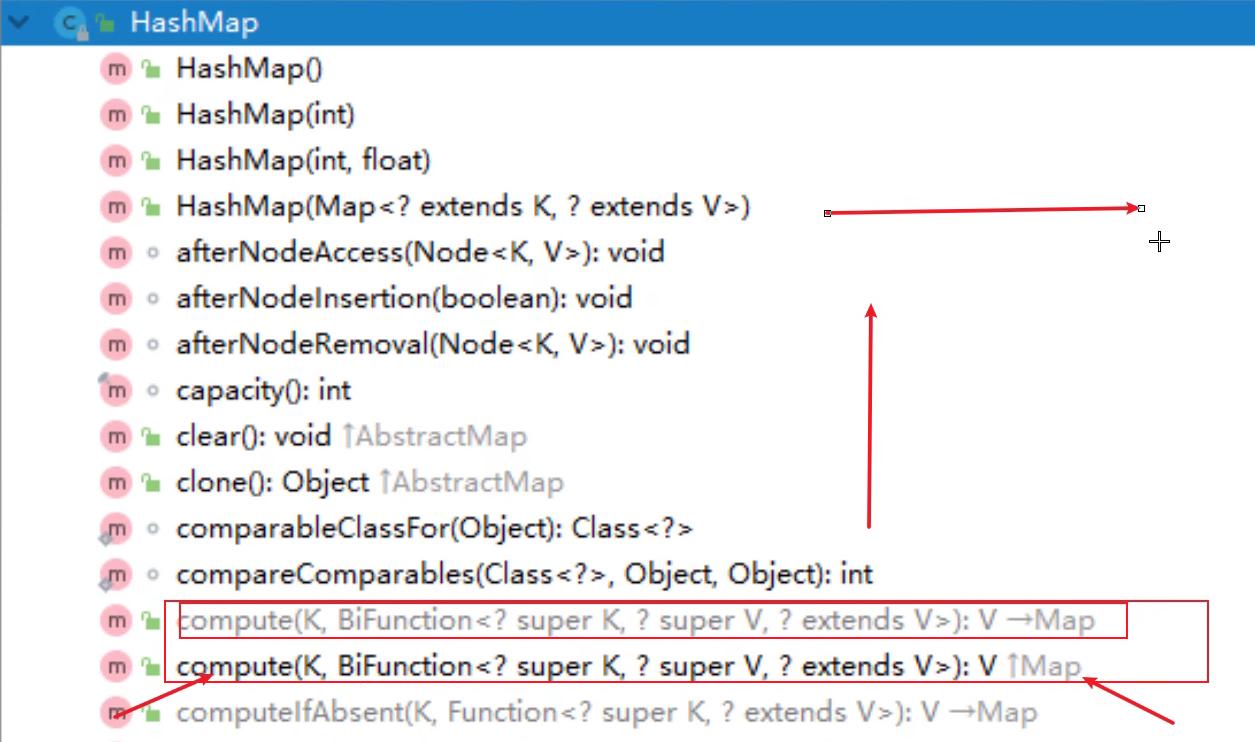 HashMap
HashMap()
HashMap(int)
HashMap(int, float)
HashMap(Map<? extends K, ? extends V>)
afterNodeAccess(Node<K, V>): void
afterNodeInsertion(boolean): void
afterNodeRemoval(Node<K, V>): void
capacity(): int
clear(): void ↑AbstractMap
clone(): Object ↑AbstractMap
comparableClassFor(Object): Class<?>
compareComparables(Class<?>, Object, Object): int
compute(K, BiFunction<? super K, ? super V, ? extends V>): V →Map
compute(K, BiFunction<? super K, ? super V, ? extends V>): V ↑Map
computeIfAbsent(K, Function<? super K, ? extends V>): V →Map